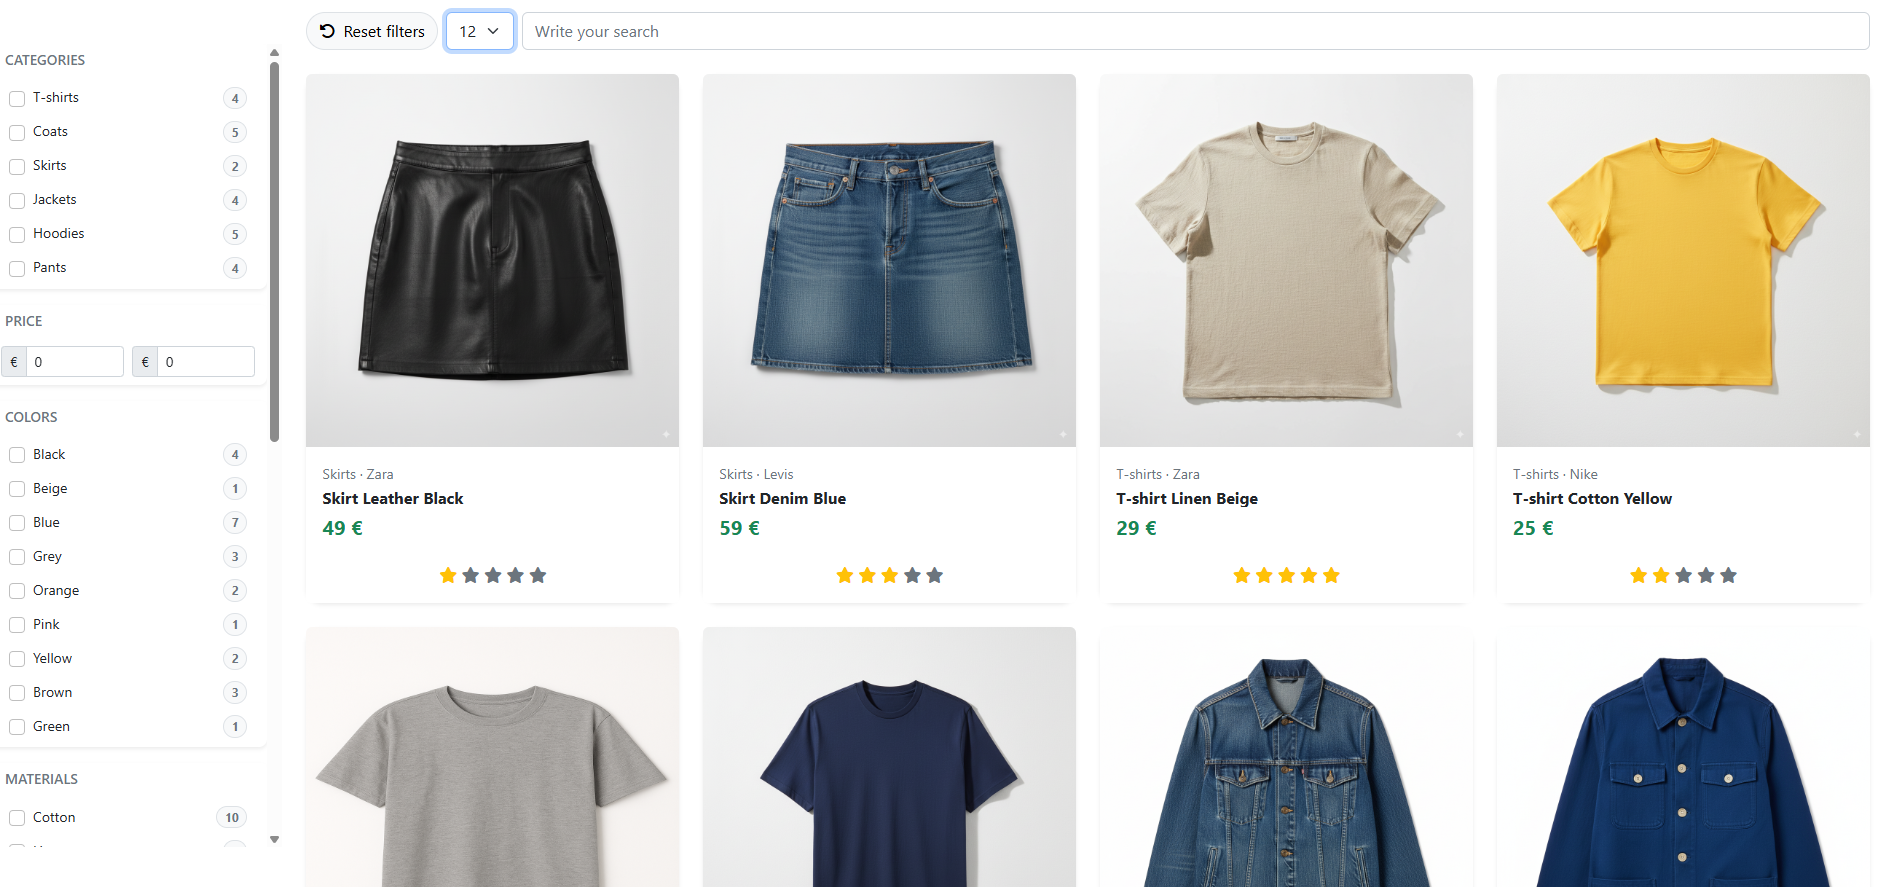 Reset filters
12
Write your search
CATEGORIES
T-shirts 4
Coats 5
Skirts 2
Jackets 4
Hoodies 5
Pants 4
PRICE
€ 0 € 0
COLORS
Black 4
Beige 1
Blue 7
Grey 3
Orange 2
Pink 1
Yellow 2
Brown 3
Green 1
MATERIALS
Cotton 10
Skirts · Zara
Skirt Leather Black
49 €
Skirts · Levis
Skirt Denim Blue
59 €
T-shirts · Zara
T-shirt Linen Beige
29 €
T-shirts · Nike
T-shirt Cotton Yellow
25 €